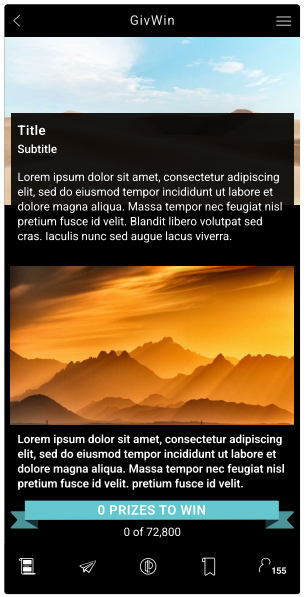 GivWin
Title
Subtitle
Lorem ipsum dolor sit amet, consectetur adipiscing
elit, sed do eiusmod tempor incididunt ut labore et
dolore magna aliqua. Massa tempor nec feugiat nisl
pretium fusce id velit. Blandit libero volutpat sed
cras. Iaculis nunc sed augue lacus viverra.
Lorem ipsum dolor sit amet, consectetur adipiscing
elit, sed do eiusmod tempor incididunt ut labore et
dolore magna aliqua. Massa tempor nec feugiat nisl
pretium fusce id velit. pretium fusce id velit.
0 PRIZES TO WIN
0 of 72,800
155